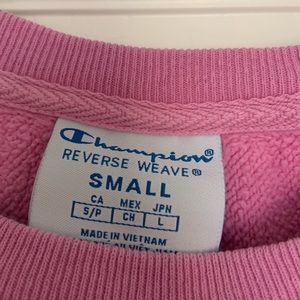 Champion®
REVERSE WEAVE®
SMALL
CA MEX JPN
S/P CH L
MADE IN VIETNAM